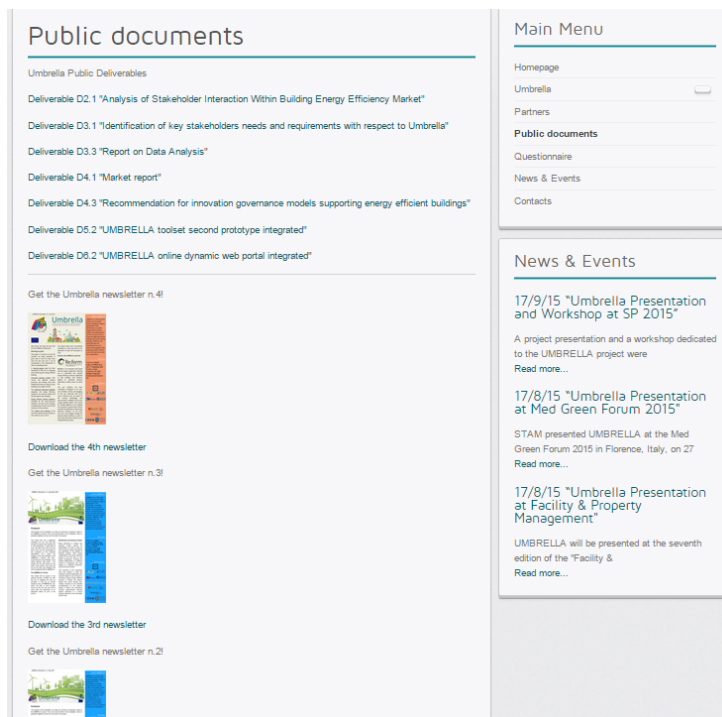 Public documents
Umbrella Public Deliverables
Deliverable D2.1 "Analysis of Stakeholder Interaction Within Building Energy Efficiency Market"
Deliverable D3.1 "Identification of key stakeholders needs and requirements with respect to Umbrella"
Deliverable D3.3 "Report on Data Analysis"
Deliverable D4.1 "Market report"
Deliverable D4.3 "Recommendation for innovation governance models supporting energy efficient buildings"
Deliverable D5.2 "UMBRELLA toolset second prototype integrated"
Deliverable D6.2 "UMBRELLA online dynamic web portal integrated"
Get the Umbrella newsletter n.4!
Umbrella
Download the 4th newsletter
Get the Umbrella newsletter n.3!
Download the 3rd newsletter
Get the Umbrella newsletter n.2!
Main Menu
Homepage
Umbrella
Partners
Public documents
Questionnaire
News & Events
Contacts
News & Events
17/9/15 “Umbrella Presentation
and Workshop at SP 2015”
A project presentation and a workshop dedicated
to the UMBRELLA project were
Read more...
17/8/15 “Umbrella Presentation
at Med Green Forum 2015"
STAM presented UMBRELLA at the Med
Green Forum 2015 in Florence, Italy, on 27
Read more...
17/8/15 “Umbrella Presentation
at Facility & Property
Management"
UMBRELLA will be presented at the seventh
edition of the "Facility &
Read more...